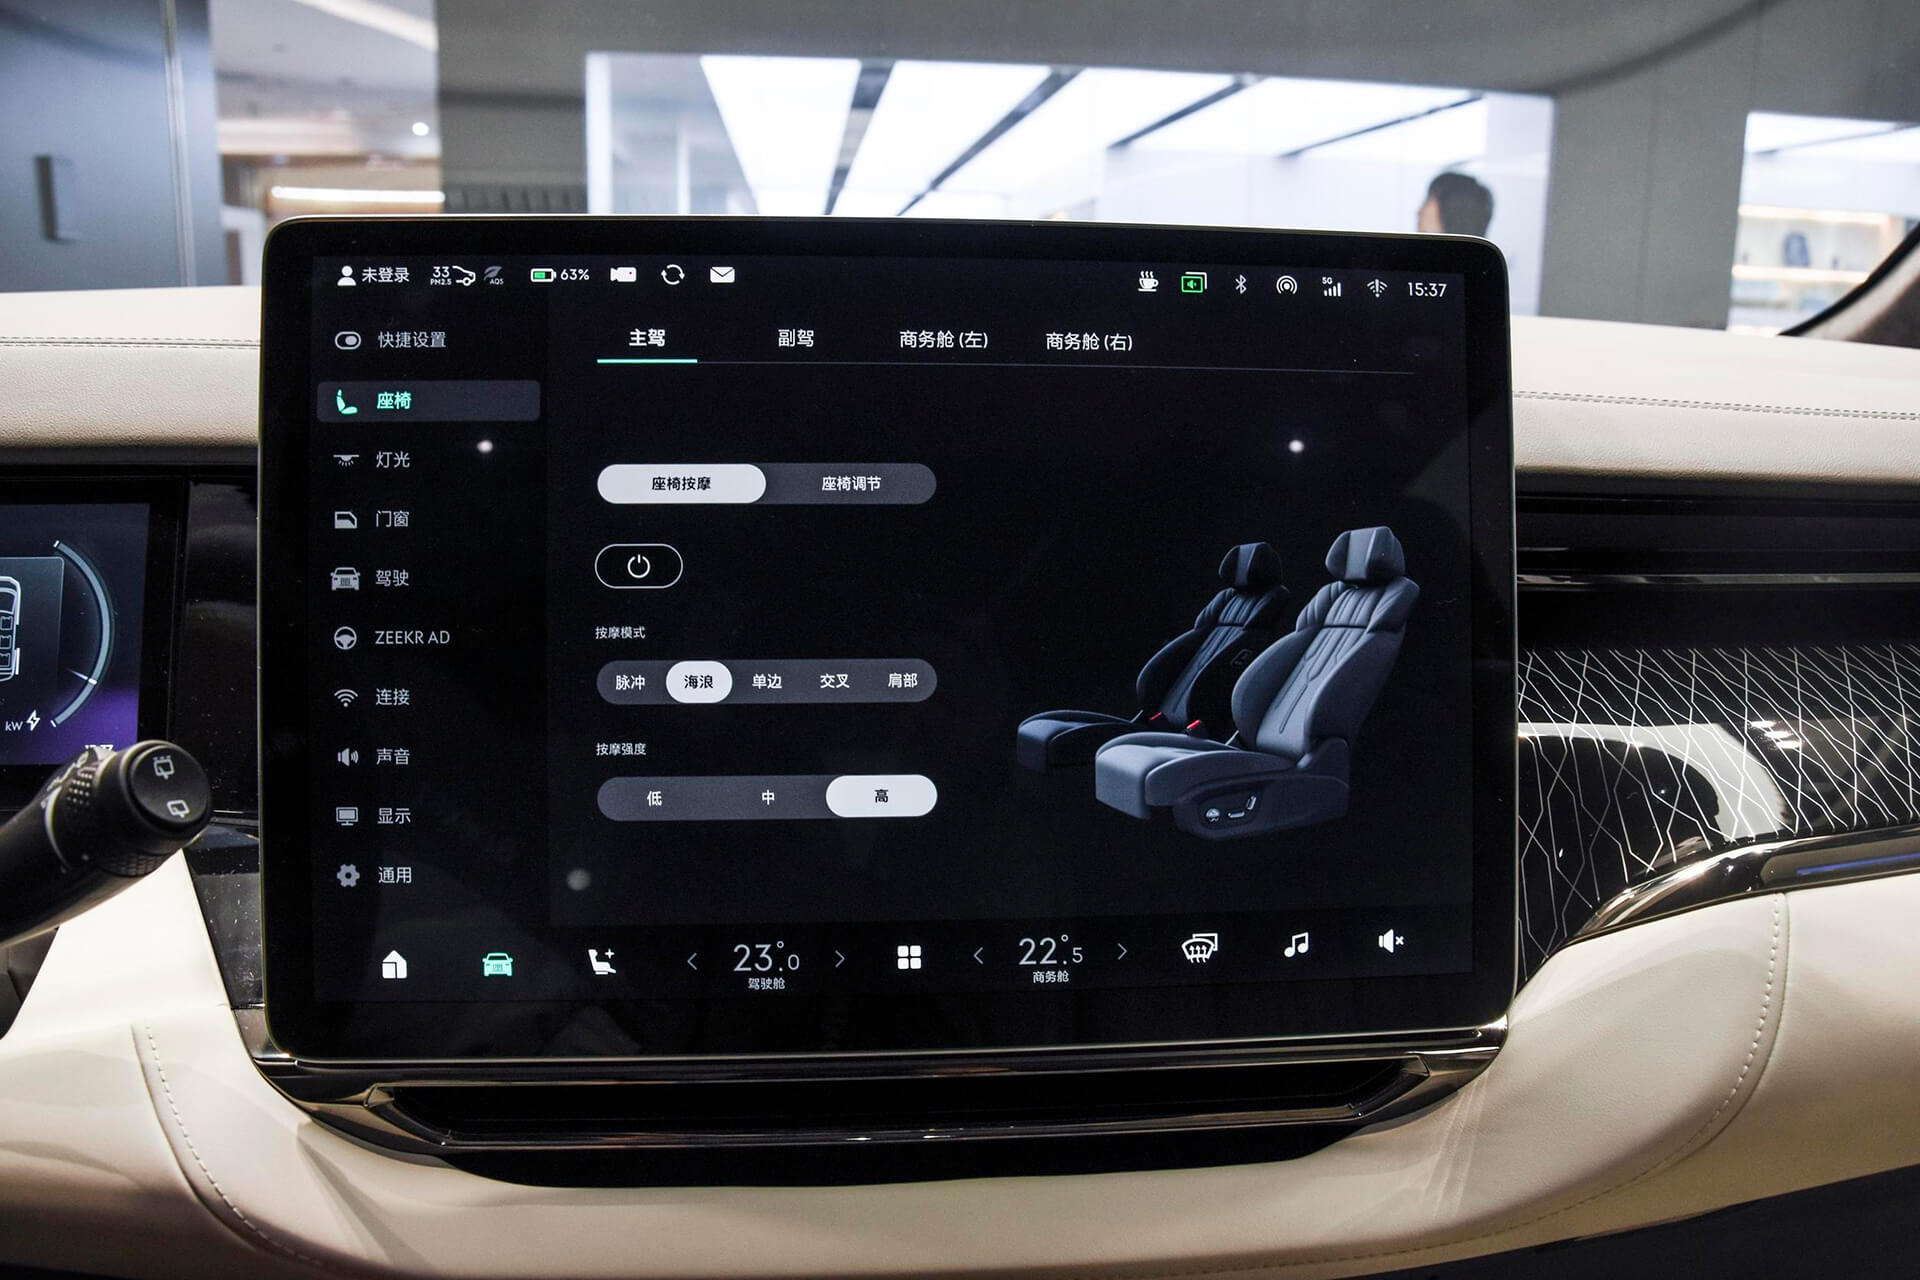 未登录 33 PM2.5 AQS 63% 5G 15:37
快捷设置
座椅
灯光
门窗
驾驶
ZEEKR AD
连接
声音
显示
通用
主驾 副驾 商务舱 (左) 商务舱 (右)
座椅按摩 座椅调节
按摩模式
脉冲 海浪 单边 交叉 肩部
按摩强度
低 中 高
23.0 22.5
驾驶舱 商务舱
kW